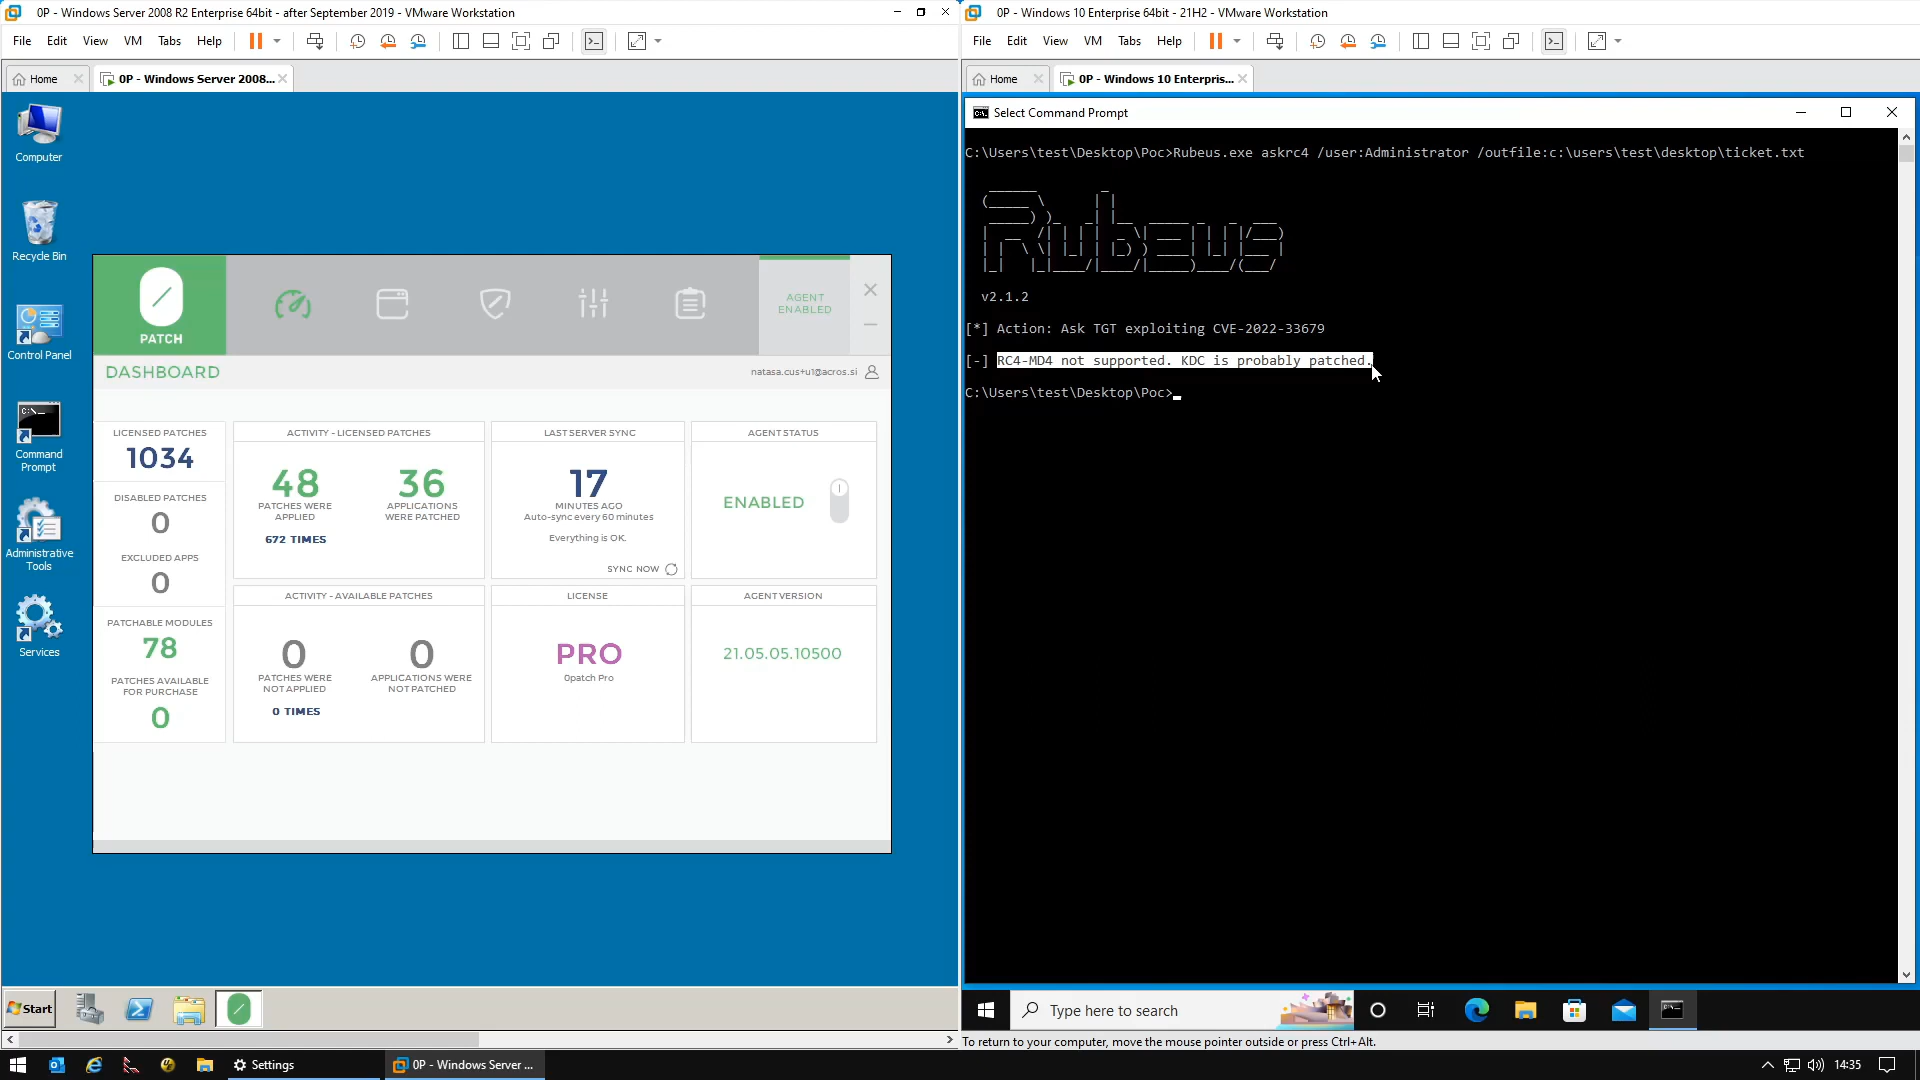 0P - Windows Server 2008 R2 Enterprise 64bit - after September 2019 - VMware Workstation
File Edit View VM Tabs Help
Home
0P - Windows Server 2008...
Computer
Recycle Bin
Control Panel
Command
Prompt
Administrative
Tools
Services
PATCH
AGENT
ENABLED
DASHBOARD
natasa.cus+u1@acros.si
LICENSED PATCHES
1034
DISABLED PATCHES
0
EXCLUDED APPS
0
PATCHABLE MODULES
78
PATCHES AVAILABLE
FOR PURCHASE
0
ACTIVITY - LICENSED PATCHES
48
PATCHES WERE
APPLIED
672 TIMES
36
APPLICATIONS
WERE PATCHED
LAST SERVER SYNC
17
MINUTES AGO
Auto-sync every 60 minutes
Everything is OK.
SYNC NOW
AGENT STATUS
ENABLED
ACTIVITY - AVAILABLE PATCHES
0
PATCHES WERE
NOT APPLIED
0 TIMES
0
APPLICATIONS WERE
NOT PATCHED
LICENSE
PRO
0patch Pro
AGENT VERSION
21.05.05.10500
Start
0P - Windows 10 Enterprise 64bit - 21H2 - VMware Workstation
File Edit View VM Tabs Help
Home
0P - Windows 10 Enterpris...
Select Command Prompt
C:\Users\test\Desktop\Poc>Rubeus.exe askrc4 /user:Administrator /outfile:c:\users\test\desktop\ticket.txt
Rubeus
v2.1.2
[*] Action: Ask TGT exploiting CVE-2022-33679
[-] RC4-MD4 not supported. KDC is probably patched.
C:\Users\test\Desktop\Poc>
Type here to search
To return to your computer, move the mouse pointer outside or press Ctrl+Alt.
Settings
0P - Windows Server ...
14:35